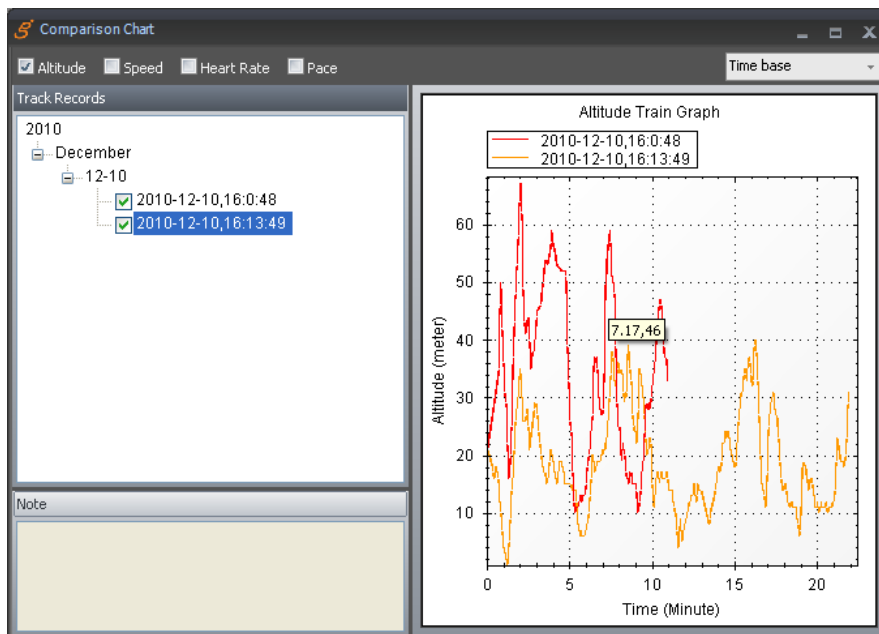 Comparison Chart
Altitude Speed Heart Rate Pace Time base
Track Records
2010
December
12-10
2010-12-10,16:0:48
2010-12-10,16:13:49
Note
Altitude Train Graph
2010-12-10,16:0:48
2010-12-10,16:13:49
Altitude (meter)
60
50
40
30
20
10
7.17,46
0 5 10 15 20
Time (Minute)